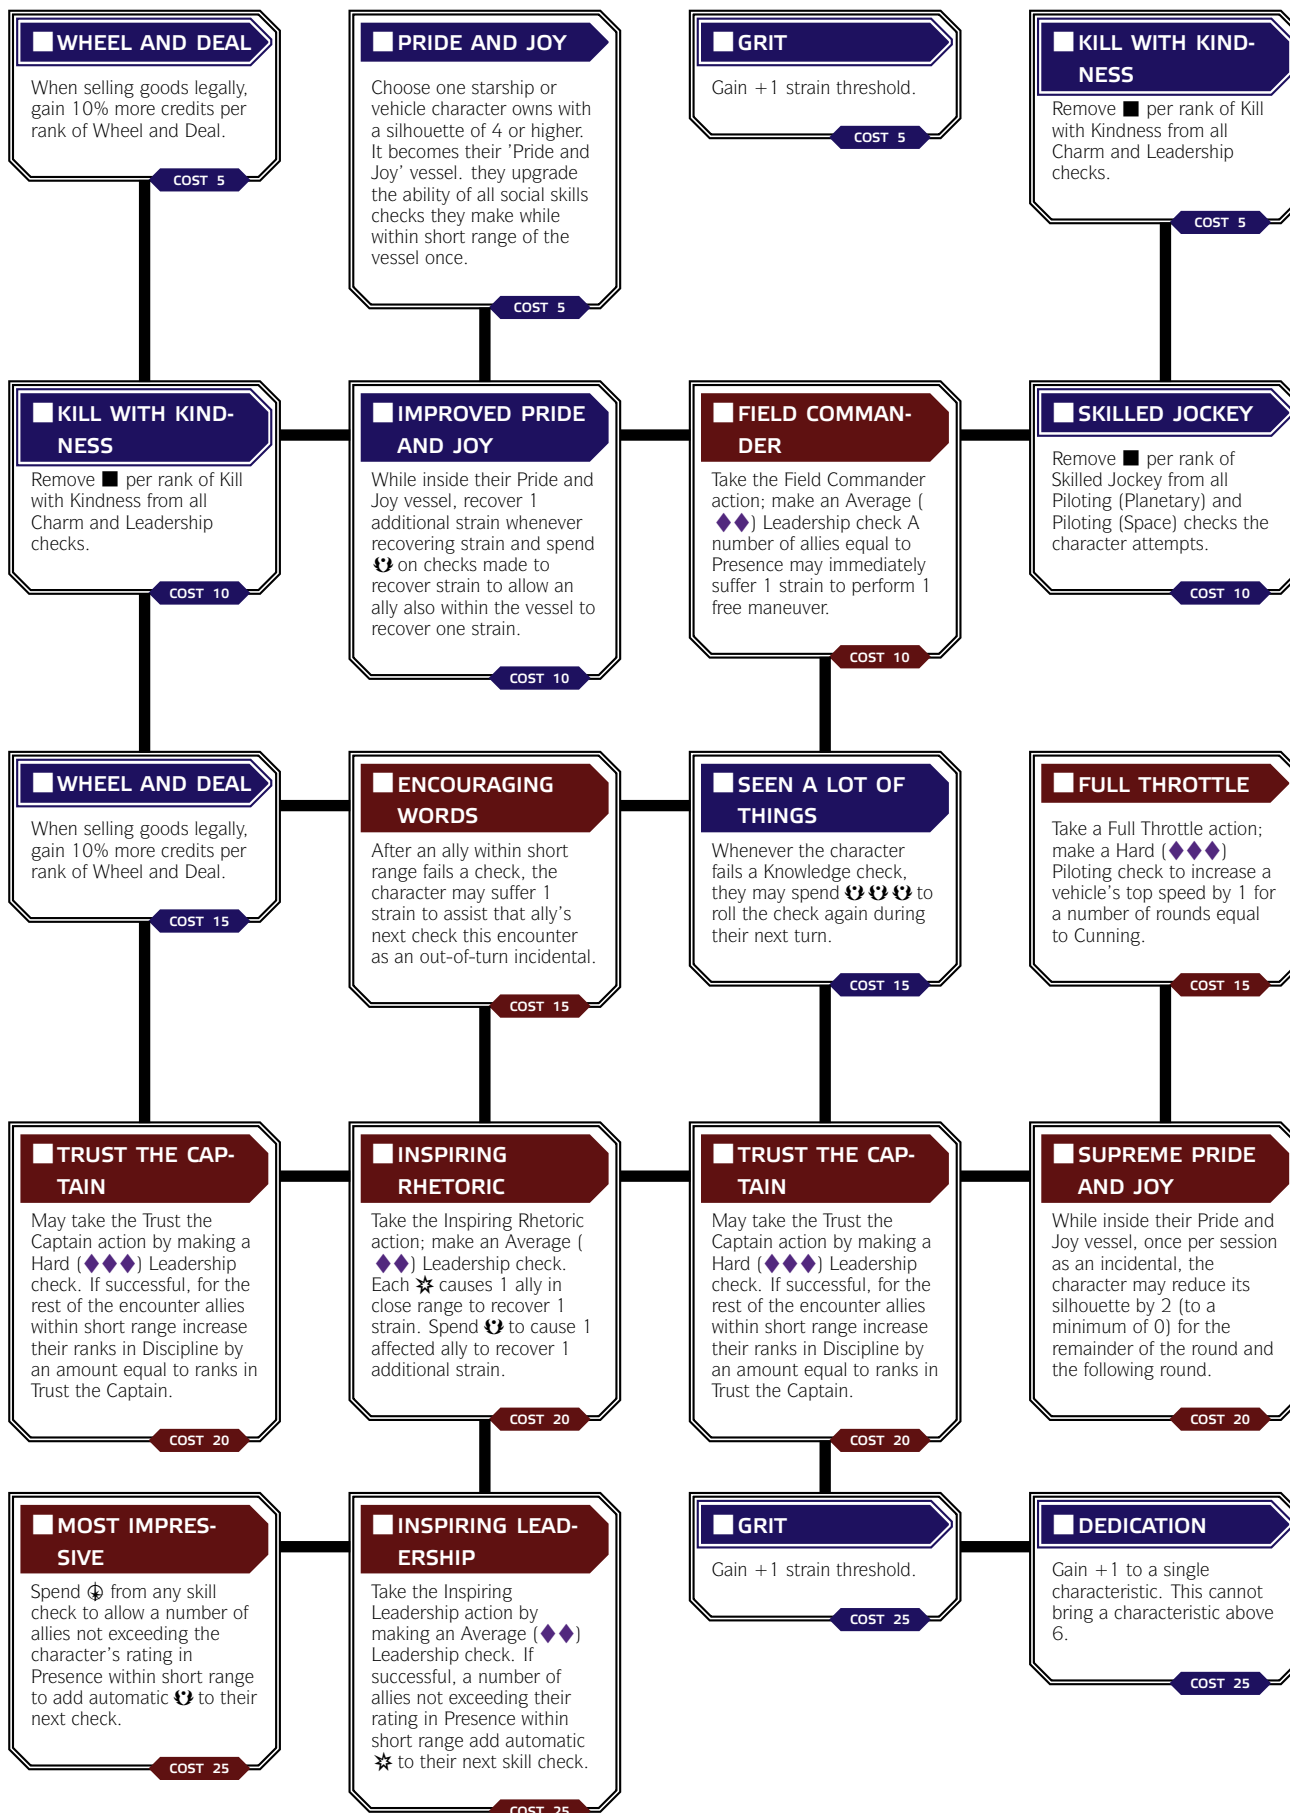 WHEEL AND DEAL
When selling goods legally,
gain 10% more credits per
rank of Wheel and Deal.
COST 5
PRIDE AND JOY
Choose one starship or
vehicle character owns with
a silhouette of 4 or higher.
It becomes their 'Pride and
Joy' vessel. they upgrade
the ability of all social skills
checks they make while
within short range of the
vessel once.
COST 5
GRIT
Gain +1 strain threshold.
COST 5
KILL WITH KIND-
NESS
Remove ■ per rank of Kill
with Kindness from all
Charm and Leadership
checks.
COST 5
KILL WITH KIND-
NESS
Remove ■ per rank of Kill
with Kindness from all
Charm and Leadership
checks.
COST 10
IMPROVED PRIDE
AND JOY
While inside their Pride and
Joy vessel, recover 1
additional strain whenever
recovering strain and spend
on checks made to
recover strain to allow an
ally also within the vessel to
recover one strain.
COST 10
FIELD COMMAN-
DER
Take the Field Commander
action; make an Average (
◆◆) Leadership check A
number of allies equal to
Presence may immediately
suffer 1 strain to perform 1
free maneuver.
COST 10
SKILLED JOCKEY
Remove ■ per rank of
Skilled Jockey from all
Piloting (Planetary) and
Piloting (Space) checks the
character attempts.
COST 10
WHEEL AND DEAL
When selling goods legally,
gain 10% more credits per
rank of Wheel and Deal.
COST 15
ENCOURAGING
WORDS
After an ally within short
range fails a check, the
character may suffer 1
strain to assist that ally's
next check this encounter
as an out-of-turn incidental.
COST 15
SEEN A LOT OF
THINGS
Whenever the character
fails a Knowledge check,
they may spend to
roll the check again during
their next turn.
COST 15
FULL THROTTLE
Take a Full Throttle action;
make a Hard (◆◆◆)
Piloting check to increase a
vehicle's top speed by 1 for
a number of rounds equal
to Cunning.
COST 15
TRUST THE CAP-
TAIN
May take the Trust the
Captain action by making a
Hard (◆◆◆) Leadership
check. If successful, for the
rest of the encounter allies
within short range increase
their ranks in Discipline by
an amount equal to ranks in
Trust the Captain.
COST 20
INSPIRING
RHETORIC
Take the Inspiring Rhetoric
action; make an Average (
◆◆) Leadership check.
Each causes 1 ally in
close range to recover 1
strain. Spend to cause 1
affected ally to recover 1
additional strain.
COST 20
TRUST THE CAP-
TAIN
May take the Trust the
Captain action by making a
Hard (◆◆◆) Leadership
check. If successful, for the
rest of the encounter allies
within short range increase
their ranks in Discipline by
an amount equal to ranks in
Trust the Captain.
COST 20
SUPREME PRIDE
AND JOY
While inside their Pride and
Joy vessel, once per session
as an incidental, the
character may reduce its
silhouette by 2 (to a
minimum of 0) for the
remainder of the round and
the following round.
COST 20
MOST IMPRES-
SIVE
Spend from any skill
check to allow a number of
allies not exceeding the
character's rating in
Presence within short range
to add automatic to their
next check.
COST 25
INSPIRING LEAD-
ERSHIP
Take the Inspiring
Leadership action by
making an Average (◆◆)
Leadership check. If
successful, a number of
allies not exceeding their
rating in Presence within
short range add automatic
to their next skill check.
COST 25
GRIT
Gain +1 strain threshold.
COST 25
DEDICATION
Gain +1 to a single
characteristic. This cannot
bring a characteristic above
6.
COST 25